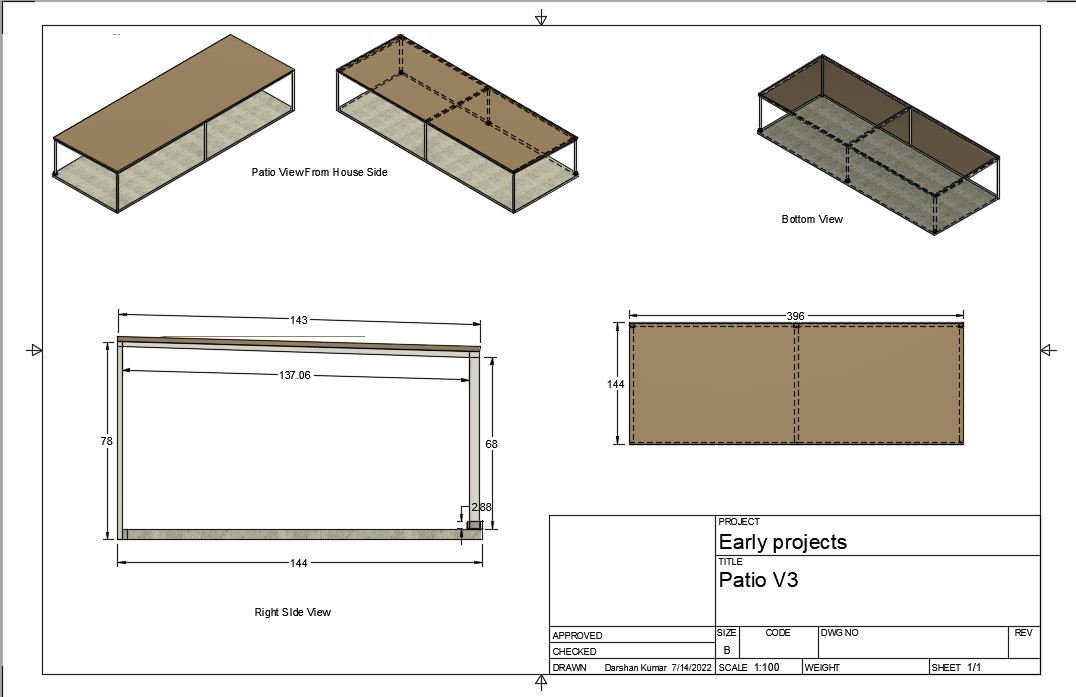 Patio ViewFrom House Side
Bottom View
143
396
137.06
144
78
68
2.88
144
Right SIde View
PROJECT
Early projects
TITLE
Patio V3
APPROVED
SIZE
CODE
DWG NO
REV
CHECKED
B
DRAWN Darshan Kumar 7/14/2022
SCALE 1:100
WEIGHT
SHEET 1/1